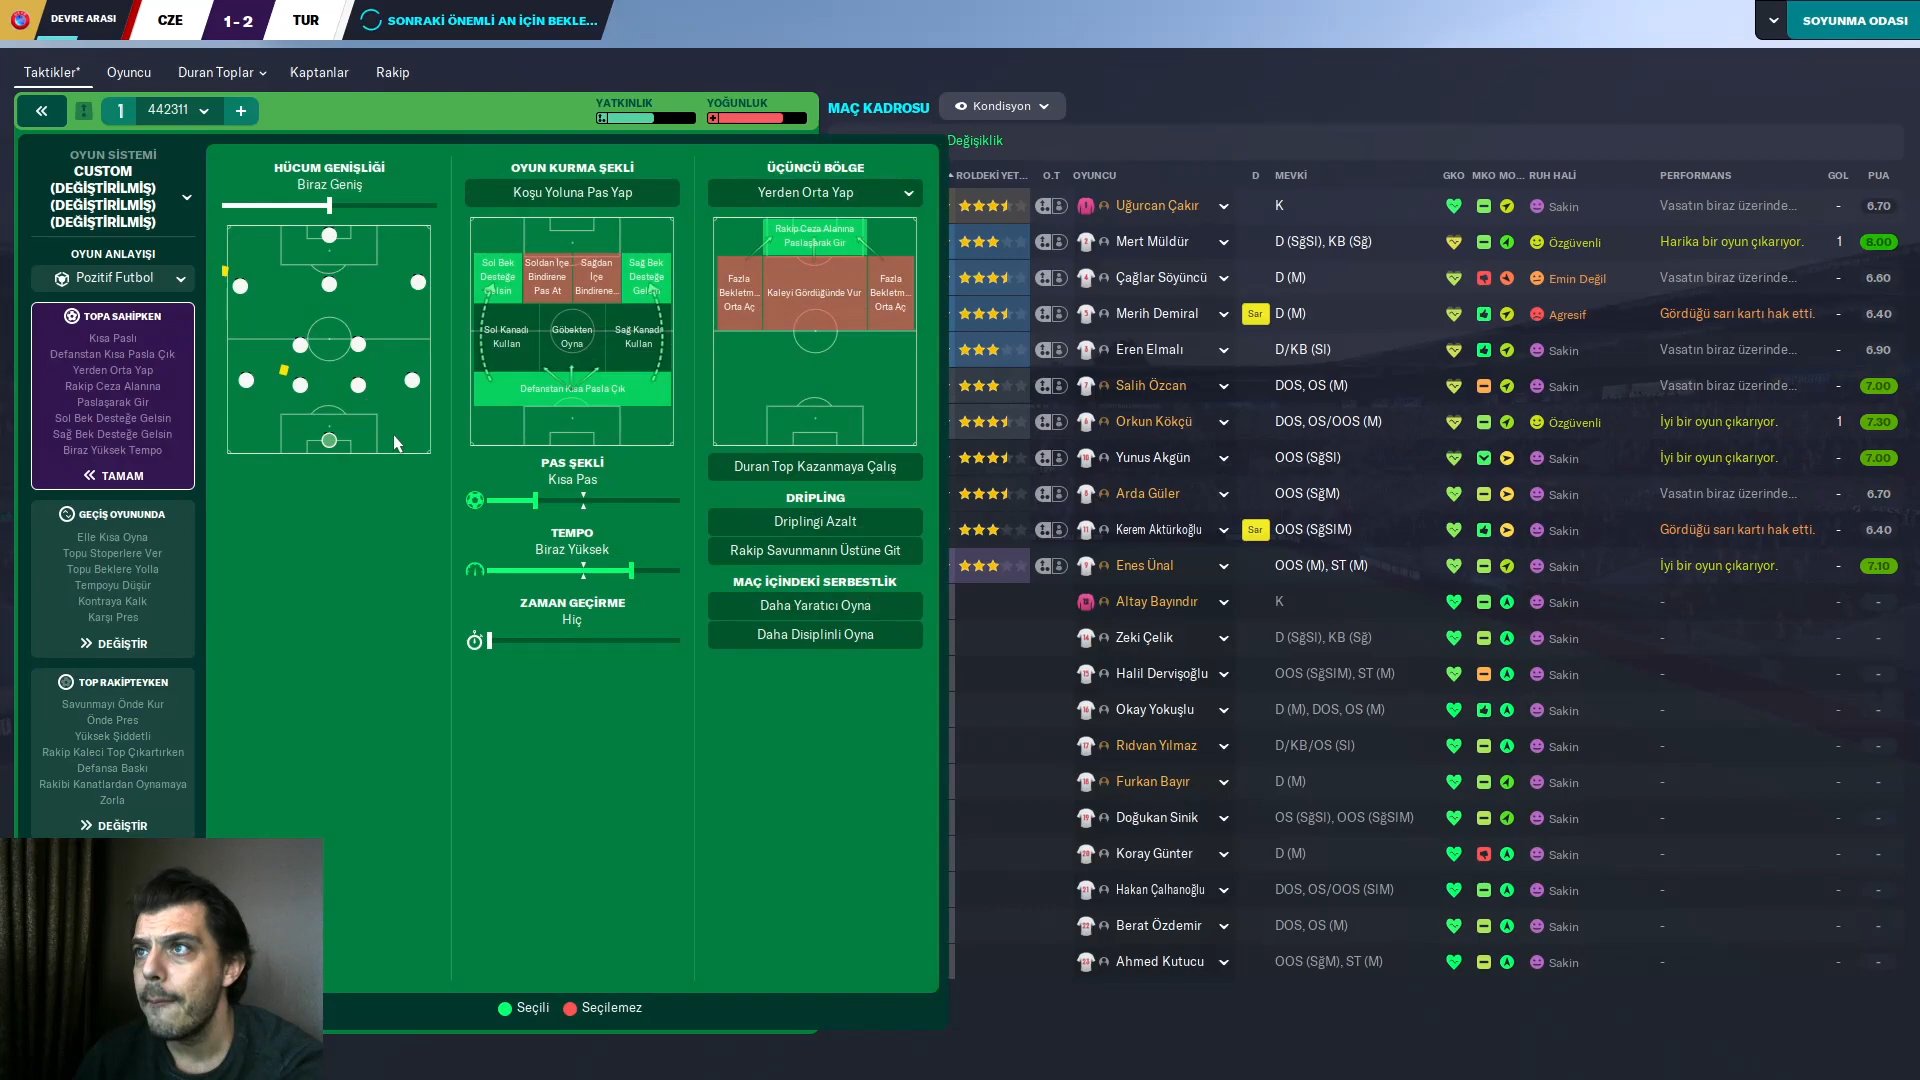 DEVRE ARASI
CZE
1 - 2
TUR
SONRAKİ ÖNEMLİ AN İÇİN BEKLE...
SOYUNMA ODASI
Taktikler*
Oyuncu
Duran Toplar
Kaptanlar
Rakip
1
442311
YATKINLIK
YOĞUNLUK
MAÇ KADROSU
Kondisyon
Değişiklik
OYUN SİSTEMİ
CUSTOM
(DEĞİŞTİRİLMİŞ)
(DEĞİŞTİRİLMİŞ)
(DEĞİŞTİRİLMİŞ)
OYUN ANLAYIŞI
Pozitif Futbol
TOPA SAHİPKEN
Kısa Paslı
Defanstan Kısa Pasla Çık
Yerden Orta Yap
Rakip Ceza Alanına
Paslaşarak Gir
Sol Bek Desteğe Gelsin
Sağ Bek Desteğe Gelsin
Biraz Yüksek Tempo
TAMAM
GEÇİŞ OYUNUNDA
Elle Kısa Oyna
Topu Stoperlere Ver
Topu Beklere Yolla
Tempoyu Düşür
Kontraya Kalk
Karşı Pres
DEĞİŞTİR
TOP RAKİPTEYKEN
Savunmayı Önde Kur
Önde Pres
Yüksek Şiddetli
Rakip Kaleci Top Çıkartırken
Defansa Baskı
Rakibi Kanatlardan Oynamaya
Zorla
DEĞİŞTİR
HÜCUM GENİŞLİĞİ
Biraz Geniş
OYUN KURMA ŞEKLİ
Koşu Yoluna Pas Yap
Sol Bek
Desteğe
Gelsin
Soldan İçe...
Bindirene
Pas At
Sağdan
İçe
Bindirene...
Sağ Bek
Desteğe
Gelsin
Sol Kanadı
Kullan
Göbekten
Oyna
Sağ Kanadı
Kullan
Defanstan Kısa Pasla Çık
PAS ŞEKLİ
Kısa Pas
TEMPO
Biraz Yüksek
ZAMAN GEÇİRME
Hiç
ÜÇÜNCÜ BÖLGE
Yerden Orta Yap
Rakip Ceza Alanına
Paslaşarak Gir
Fazla
Bekletm...
Orta Aç
Kaleyi Gördüğünde Vur
Fazla
Bekletm...
Orta Aç
Duran Top Kazanmaya Çalış
DRİPLİNG
Driplingi Azalt
Rakip Savunmanın Üstüne Git
MAÇ İÇİNDEKİ SERBESTLİK
Daha Yaratıcı Oyna
Daha Disiplinli Oyna
Seçili
Seçilemez
ROLDEKİ YET... O.T OYUNCU D MEVKİ GKO MKO MO... RUH HALİ PERFORMANS GOL PUA
Uğurcan Çakır K Sakin Vasatın biraz üzerinde... - 6.70
Mert Müldür D (SğSl), KB (Sğ) Özgüvenli Harika bir oyun çıkarıyor. 1 8.00
Çağlar Söyüncü D (M) Emin Değil Vasatın biraz üzerinde... - 6.60
Merih Demiral Sar D (M) Agresif Gördüğü sarı kartı hak etti. - 6.40
Eren Elmalı D/KB (Sl) Sakin Vasatın biraz üzerinde... - 6.90
Salih Özcan DOS, OS (M) Sakin Vasatın biraz üzerinde... - 7.00
Orkun Kökçü DOS, OS/OOS (M) Özgüvenli İyi bir oyun çıkarıyor. 1 7.30
Yunus Akgün OOS (SğSl) Sakin İyi bir oyun çıkarıyor. - 7.00
Arda Güler OOS (SğM) Sakin Vasatın biraz üzerinde... - 6.70
Kerem Aktürkoğlu Sar OOS (SğSlM) Sakin Gördüğü sarı kartı hak etti. - 6.40
Enes Ünal OOS (M), ST (M) Sakin İyi bir oyun çıkarıyor. - 7.10
Altay Bayındır K Sakin - - -
Zeki Çelik D (SğSl), KB (Sğ) Sakin - - -
Halil Dervişoğlu OOS (SğSlM), ST (M) Sakin - - -
Okay Yokuşlu D (M), DOS, OS (M) Sakin - - -
Rıdvan Yılmaz D/KB/OS (Sl) Sakin - - -
Furkan Bayır D (M) Sakin - - -
Doğukan Sinik OS (SğSl), OOS (SğSlM) Sakin - - -
Koray Günter D (M) Sakin - - -
Hakan Çalhanoğlu DOS, OS/OOS (SlM) Sakin - - -
Berat Özdemir DOS, OS (M) Sakin - - -
Ahmed Kutucu OOS (SğM), ST (M) Sakin - - -